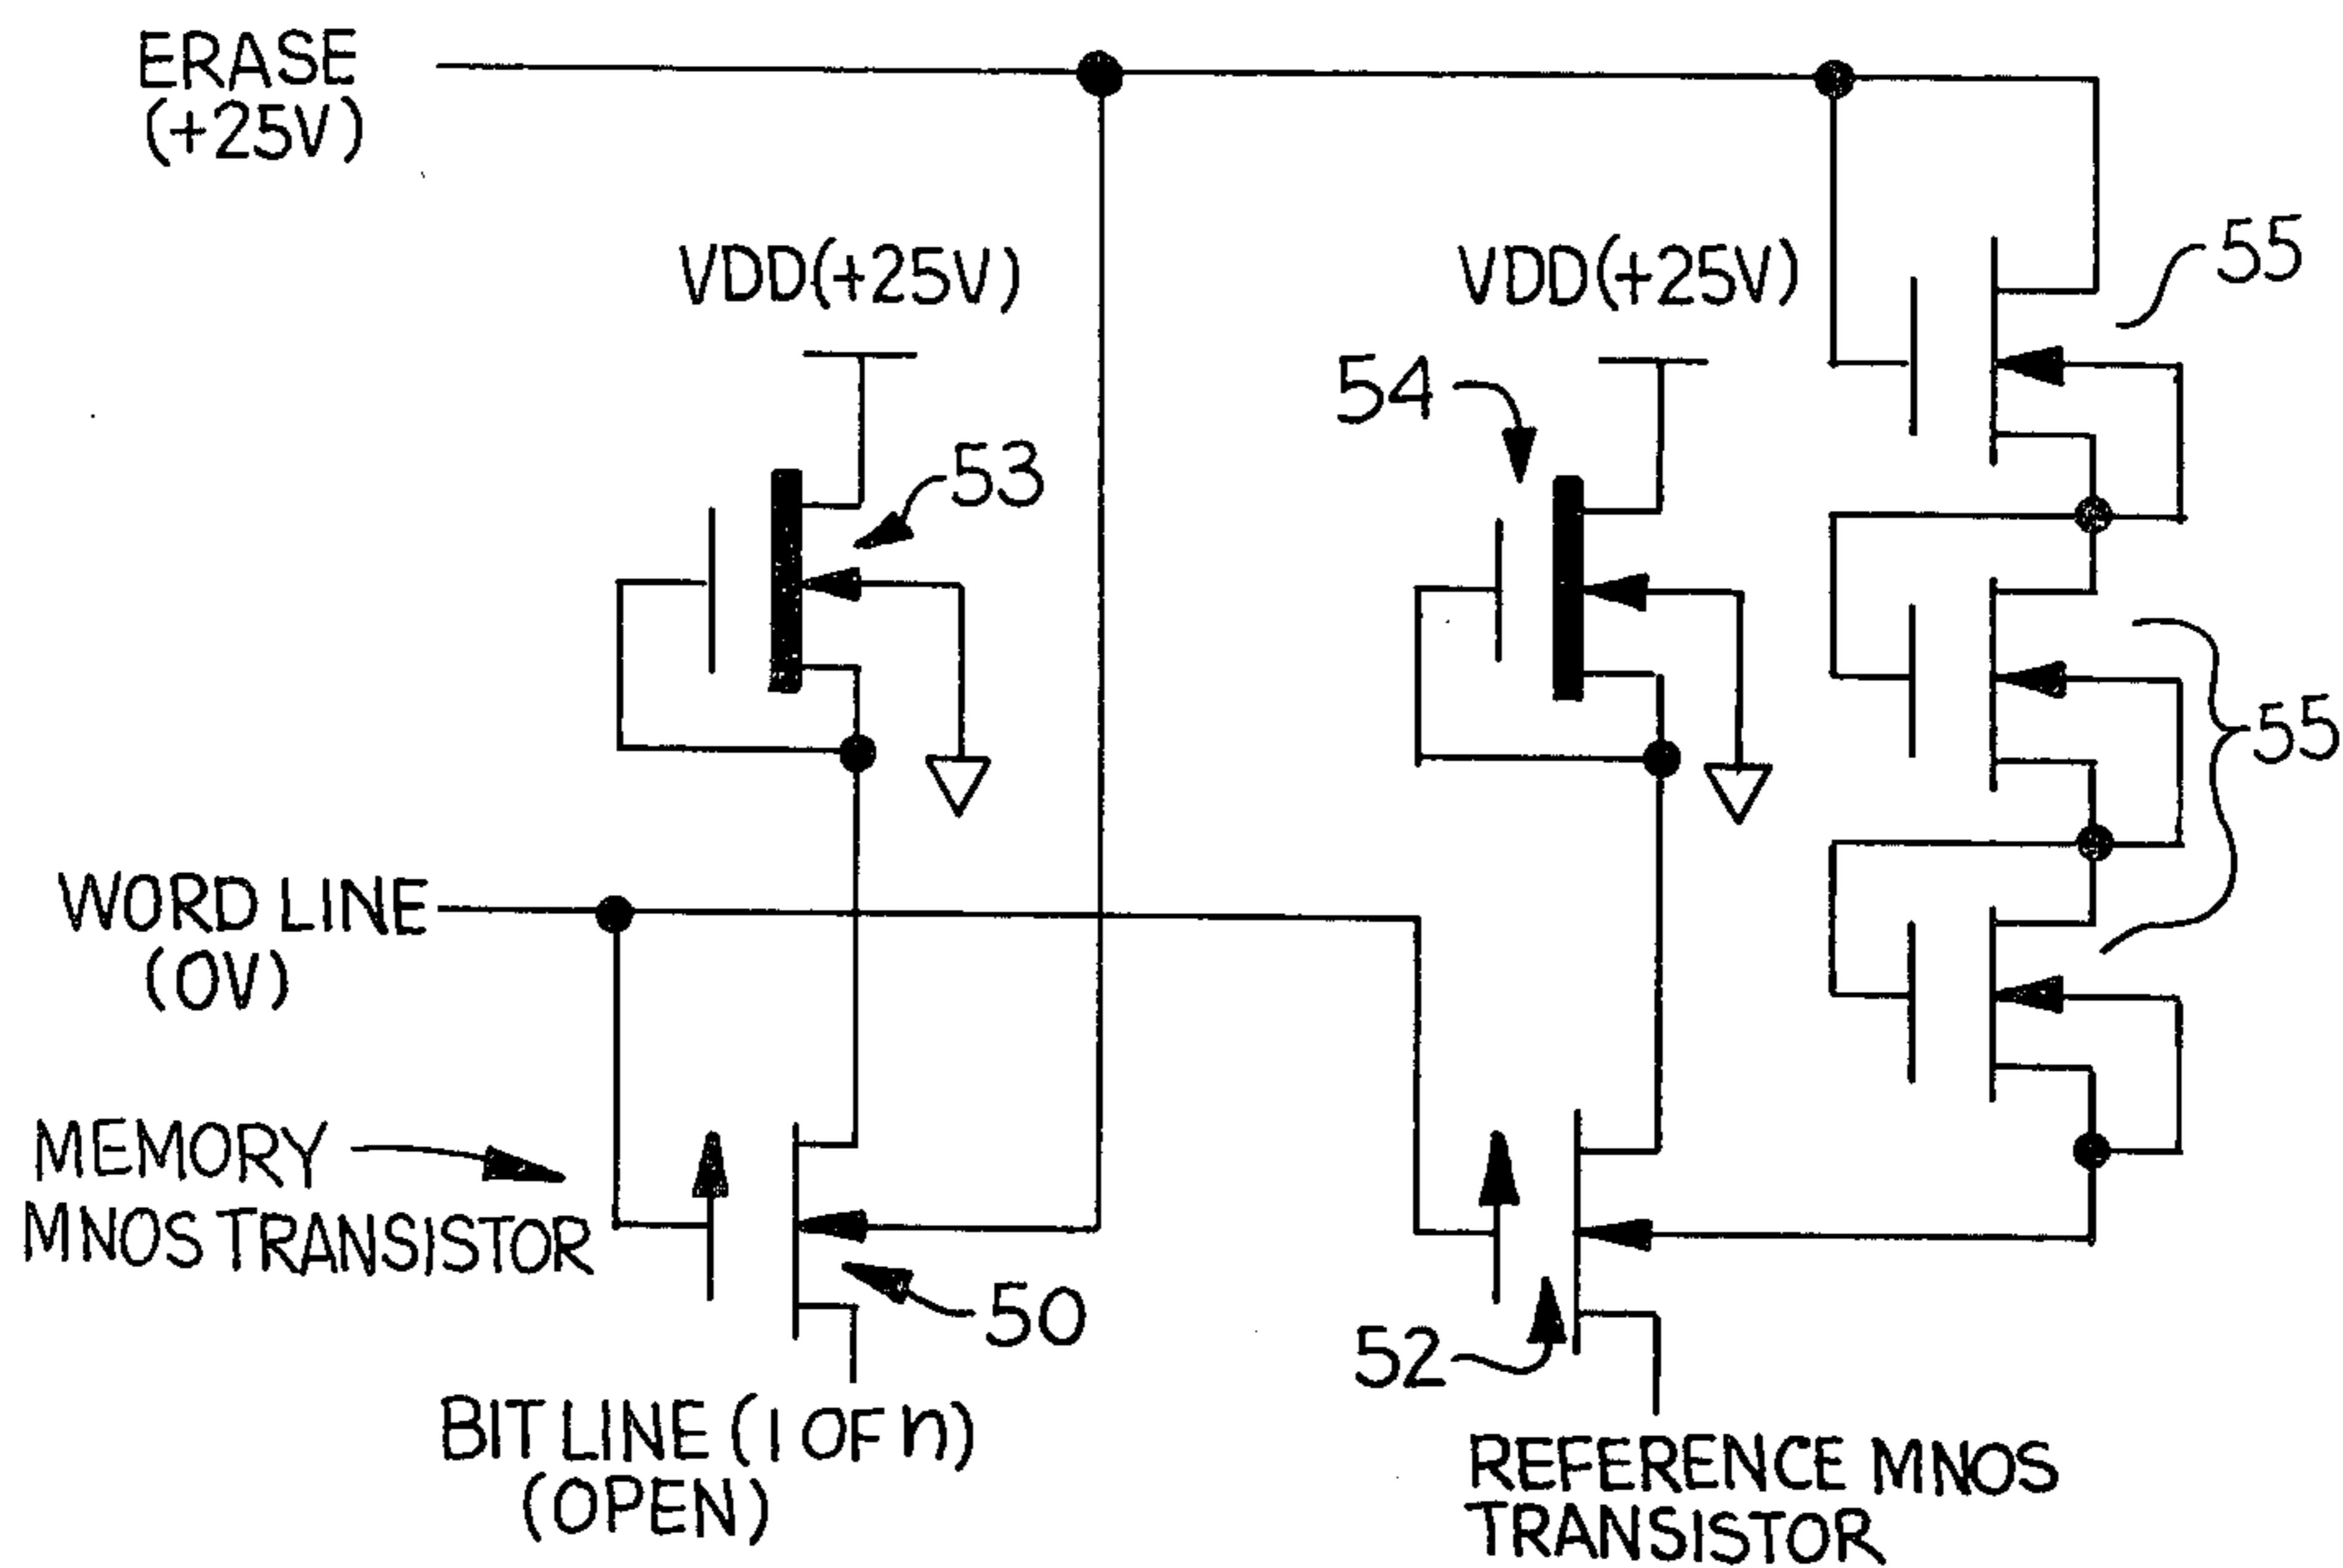 ERASE
(+25V)
VDD(+25V)
VDD(+25V)
55
54
53
55
WORD LINE
(OV)
MEMORY
MNOS TRANSISTOR
50
52
BIT LINE (1 OF n)
(OPEN)
REFERENCE MNOS
TRANSISTOR